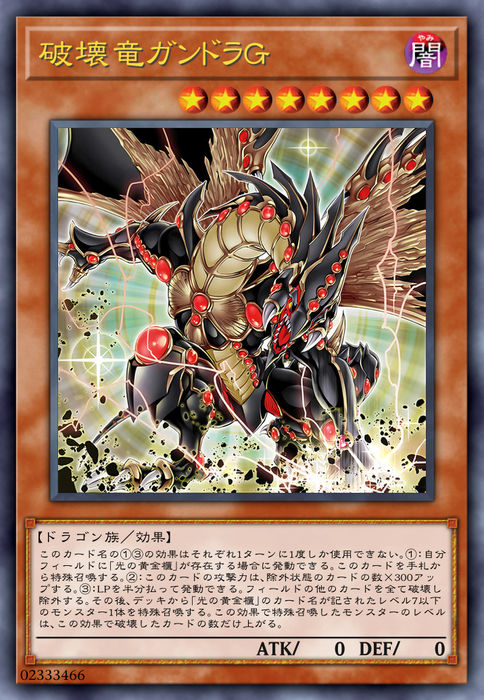 破壊竜ガンドラG
やみ
闇
【ドラゴン族／効果】
このカード名の①③の効果はそれぞれ1ターンに1度しか使用できない。①：自分
フィールドに「光の黄金櫃」が存在する場合に発動できる。このカードを手札か
ら特殊召喚する。②：このカードの攻撃力は、除外状態のカードの数×300アッ
プする。③：LPを半分払って発動できる。フィールドの他のカードを全て破壊し
除外する。その後、デッキから「光の黄金櫃」のカード名が記されたレベル7以下
のモンスター1体を特殊召喚する。この効果で特殊召喚したモンスターのレベル
は、この効果で破壊したカードの数だけ上がる。
ATK/ 0 DEF/ 0
02333466